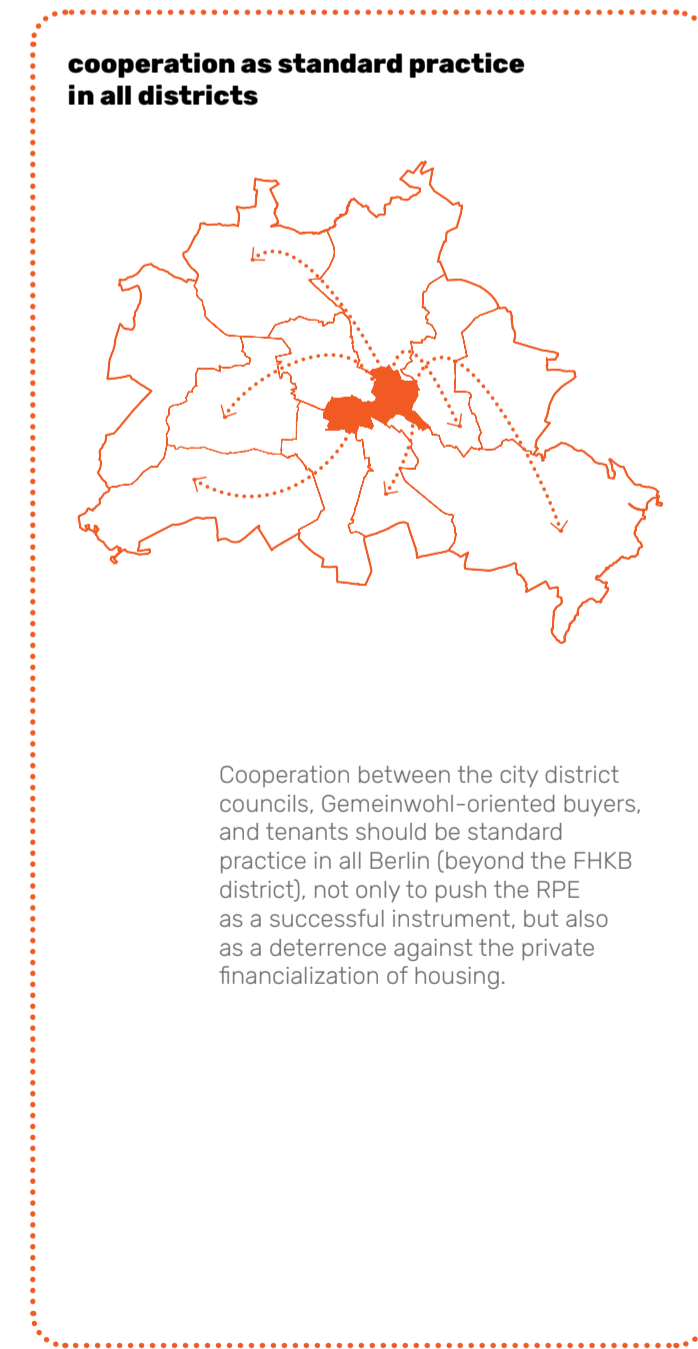 cooperation as standard practice
in all districts
Cooperation between the city district
councils, Gemeinwohl-oriented buyers,
and tenants should be standard
practice in all Berlin (beyond the FHKB
district), not only to push the RPE
as a successful instrument, but also
as a deterrence against the private
financialization of housing.